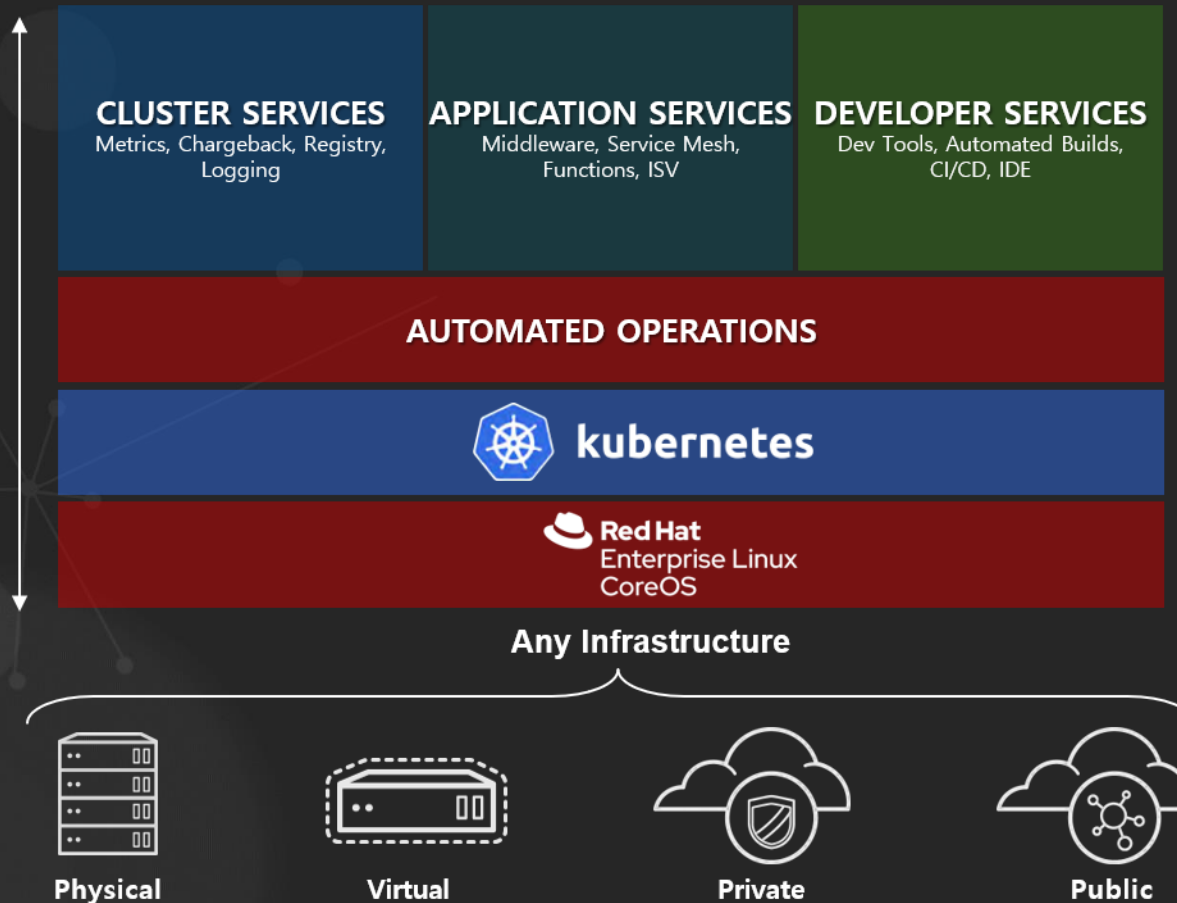 CLUSTER SERVICES
Metrics, Chargeback, Registry,
Logging
APPLICATION SERVICES
Middleware, Service Mesh,
Functions, ISV
DEVELOPER SERVICES
Dev Tools, Automated Builds,
CI/CD, IDE
AUTOMATED OPERATIONS
kubernetes
Red Hat
Enterprise Linux
CoreOS
Any Infrastructure
Physical
Virtual
Private
Public